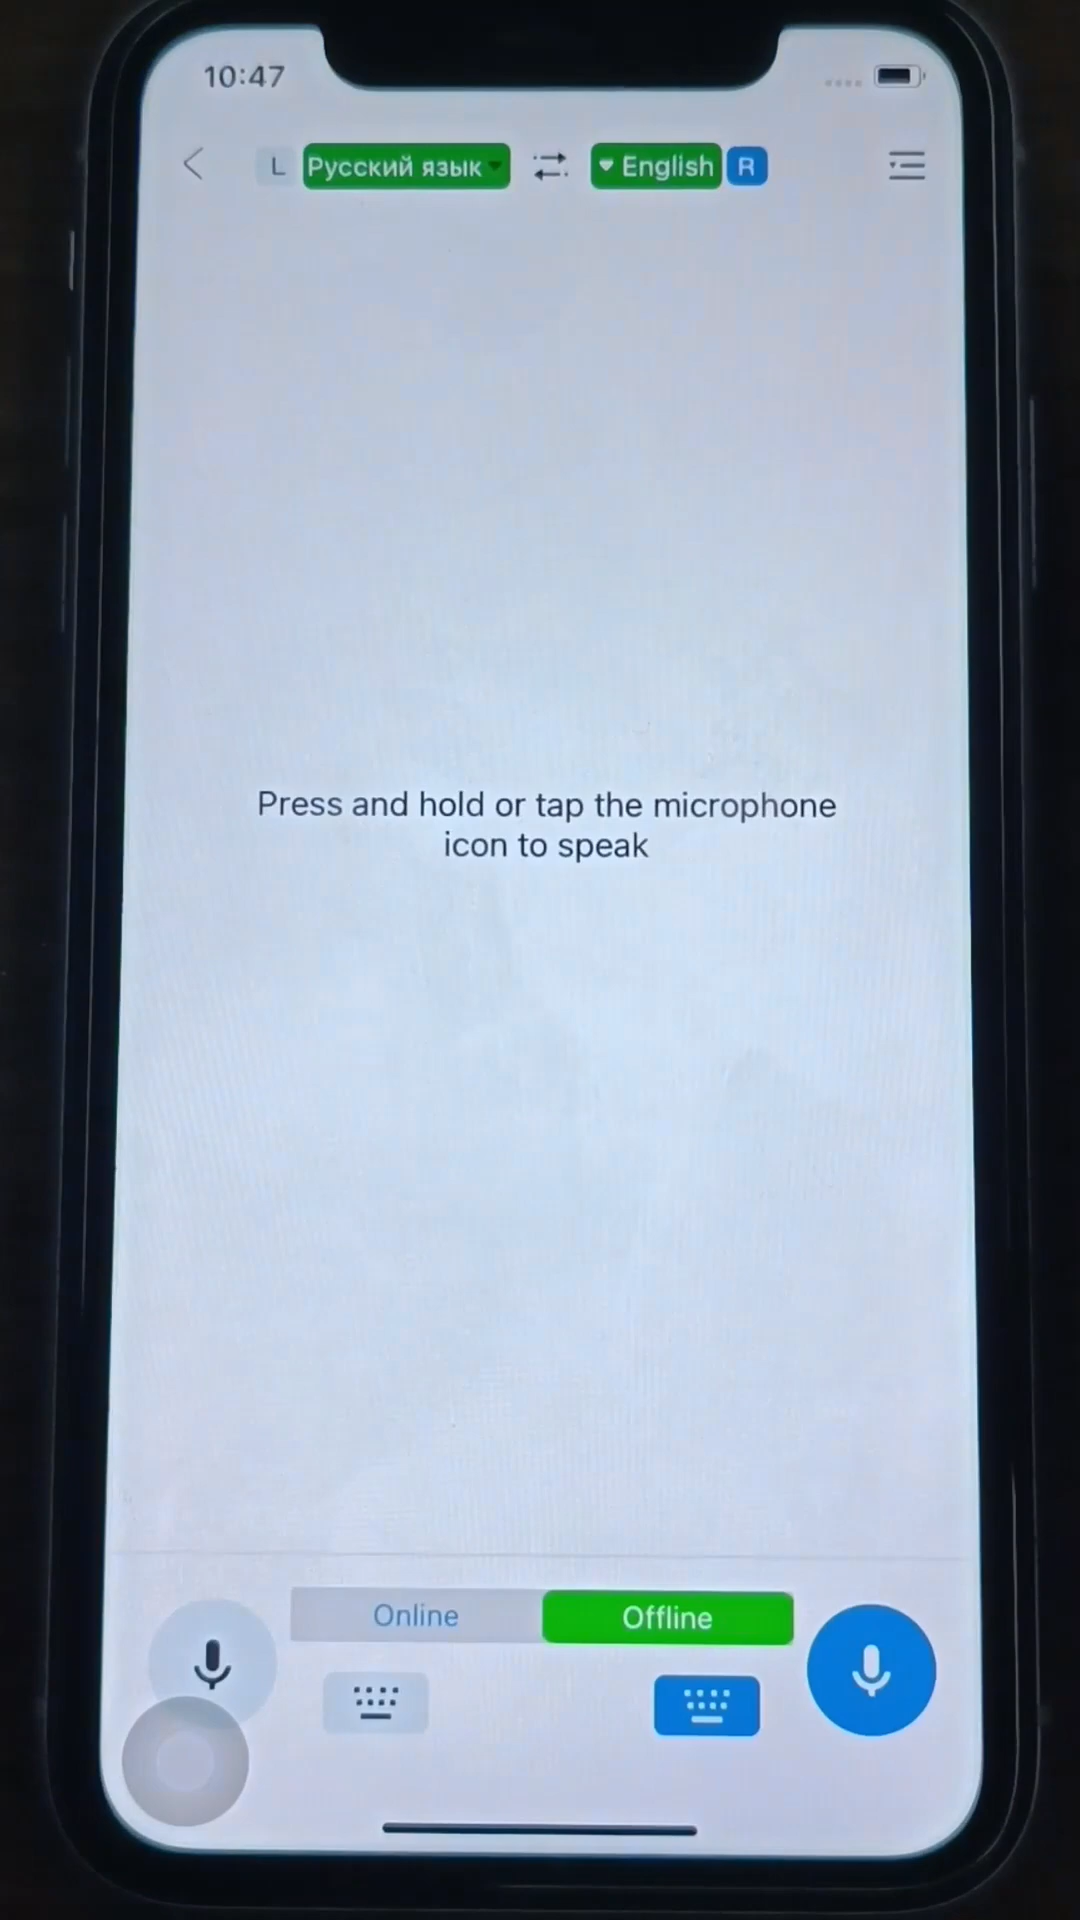 10:47
L Русский язык English R
Press and hold or tap the microphone
icon to speak
Online Offline